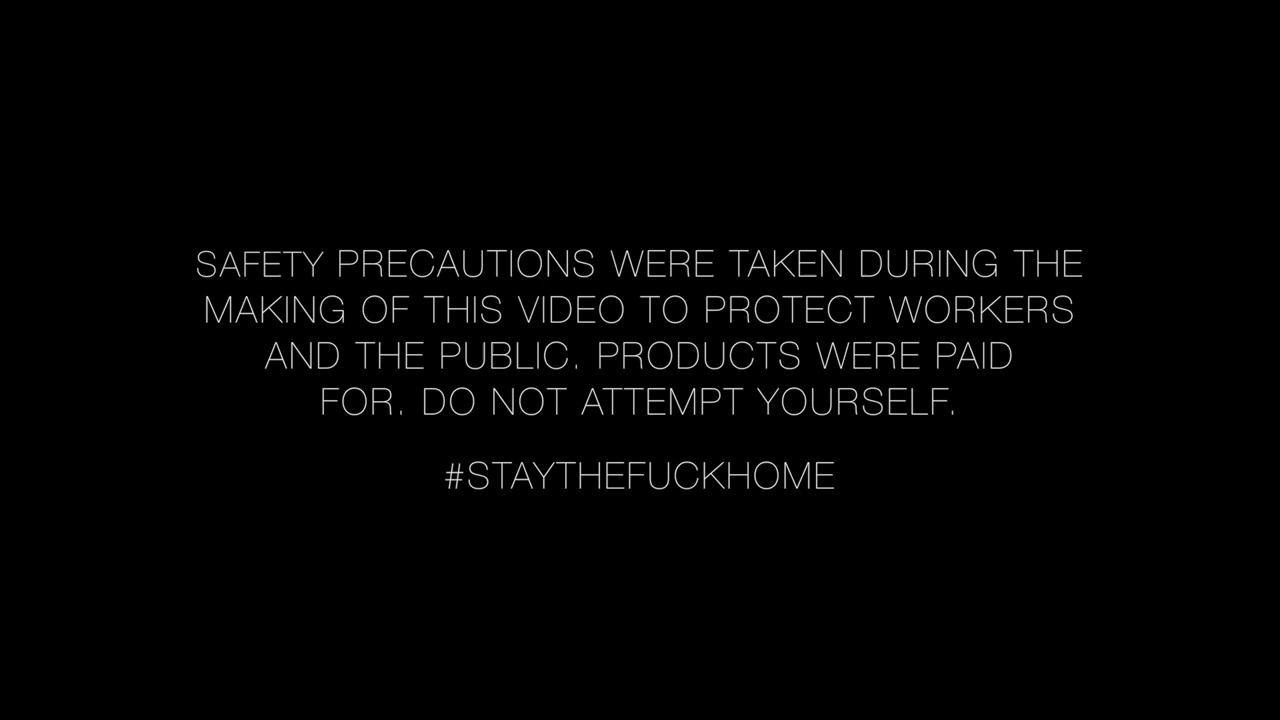 SAFETY PRECAUTIONS WERE TAKEN DURING THE
MAKING OF THIS VIDEO TO PROTECT WORKERS
AND THE PUBLIC. PRODUCTS WERE PAID
FOR. DO NOT ATTEMPT YOURSELF.
#STAYTHEFUCKHOME